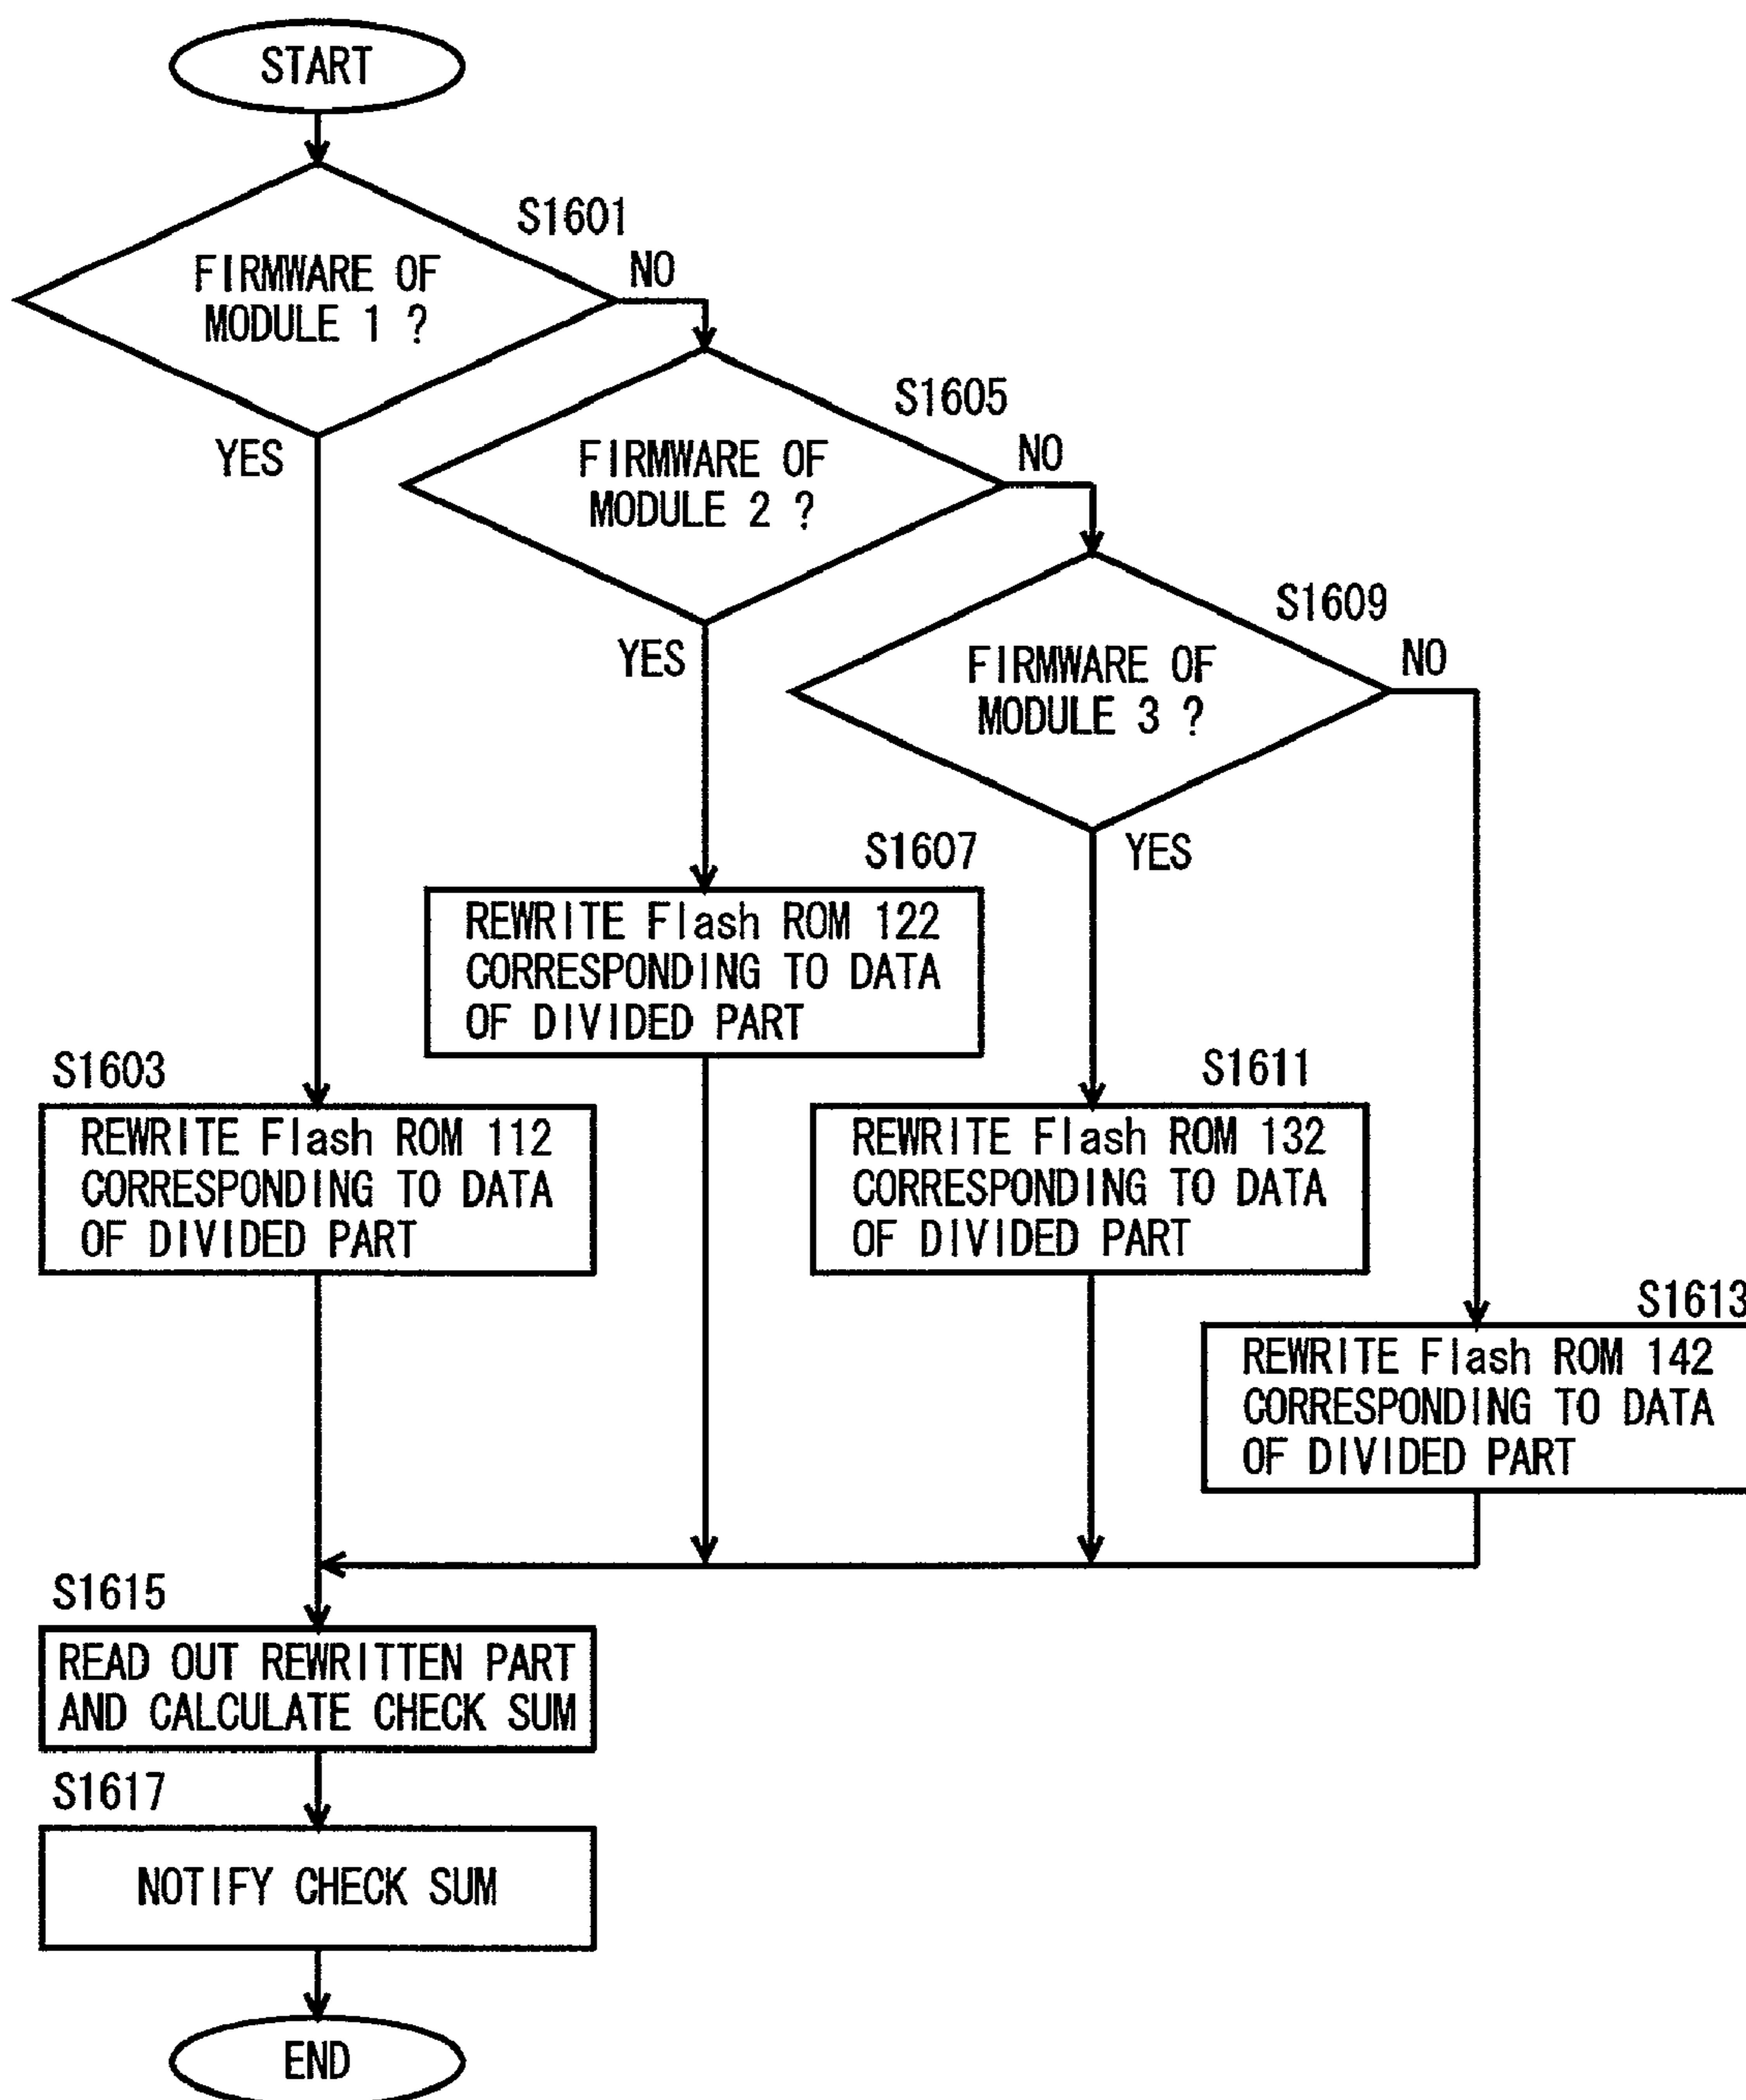 START
S1601
FIRMWARE OF
MODULE 1 ?
NO
YES
S1605
FIRMWARE OF
MODULE 2 ?
NO
YES
S1609
FIRMWARE OF
MODULE 3 ?
NO
YES
S1607
REWRITE Flash ROM 122
CORRESPONDING TO DATA
OF DIVIDED PART
S1603
REWRITE Flash ROM 112
CORRESPONDING TO DATA
OF DIVIDED PART
S1611
REWRITE Flash ROM 132
CORRESPONDING TO DATA
OF DIVIDED PART
S1613
REWRITE Flash ROM 142
CORRESPONDING TO DATA
OF DIVIDED PART
S1615
READ OUT REWRITTEN PART
AND CALCULATE CHECK SUM
S1617
NOTIFY CHECK SUM
END